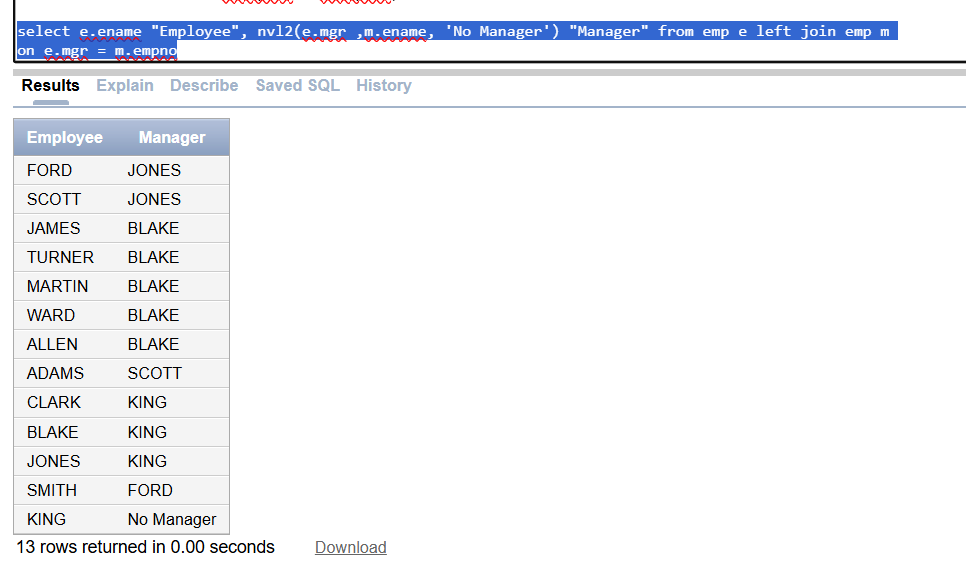 select e.ename "Employee", nvl2(e.mgr ,m.ename, 'No Manager') "Manager" from emp e left join emp m
on e.mgr = m.empno
Results Explain Describe Saved SQL History
Employee Manager
FORD JONES
SCOTT JONES
JAMES BLAKE
TURNER BLAKE
MARTIN BLAKE
WARD BLAKE
ALLEN BLAKE
ADAMS SCOTT
CLARK KING
BLAKE KING
JONES KING
SMITH FORD
KING No Manager
13 rows returned in 0.00 seconds Download